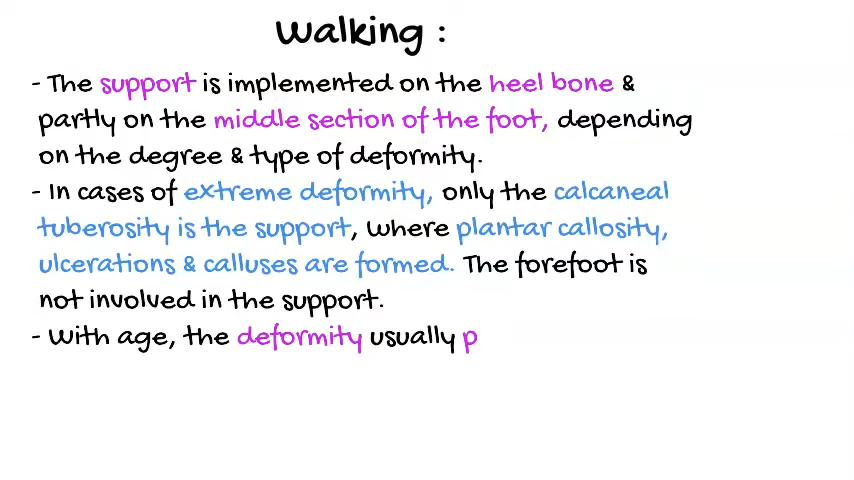 Walking :
- The support is implemented on the heel bone &
partly on the middle section of the foot, depending
on the degree & type of deformity.
- In cases of extreme deformity, only the calcaneal
tuberosity is the support, where plantar callosity,
ulcerations & calluses are formed. The forefoot is
not involved in the support.
- With age, the deformity usually p